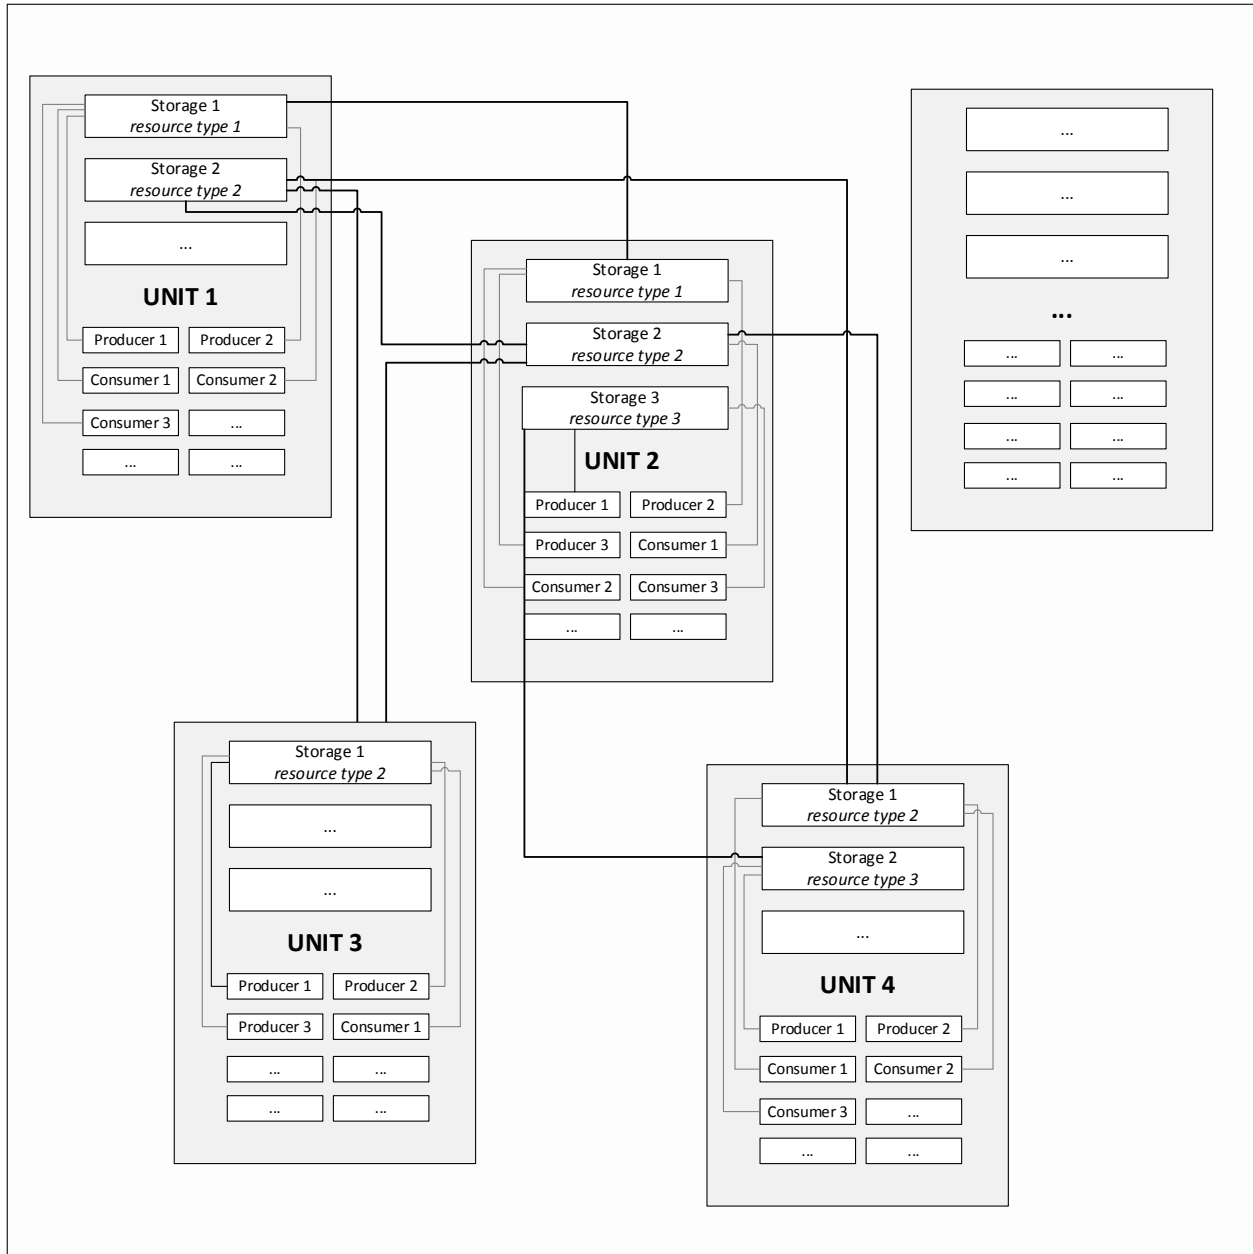 Storage 1
resource type 1
Storage 2
resource type 2
...
UNIT 1
Producer 1 Producer 2
Consumer 1 Consumer 2
Consumer 3 ...
... ...
Storage 1
resource type 1
Storage 2
resource type 2
Storage 3
resource type 3
UNIT 2
Producer 1 Producer 2
Producer 3 Consumer 1
Consumer 2 Consumer 3
... ...
...
...
...
...
... ...
... ...
... ...
... ...
Storage 1
resource type 2
...
...
UNIT 3
Producer 1 Producer 2
Producer 3 Consumer 1
... ...
... ...
Storage 1
resource type 2
Storage 2
resource type 3
...
UNIT 4
Producer 1 Producer 2
Consumer 1 Consumer 2
Consumer 3 ...
... ...